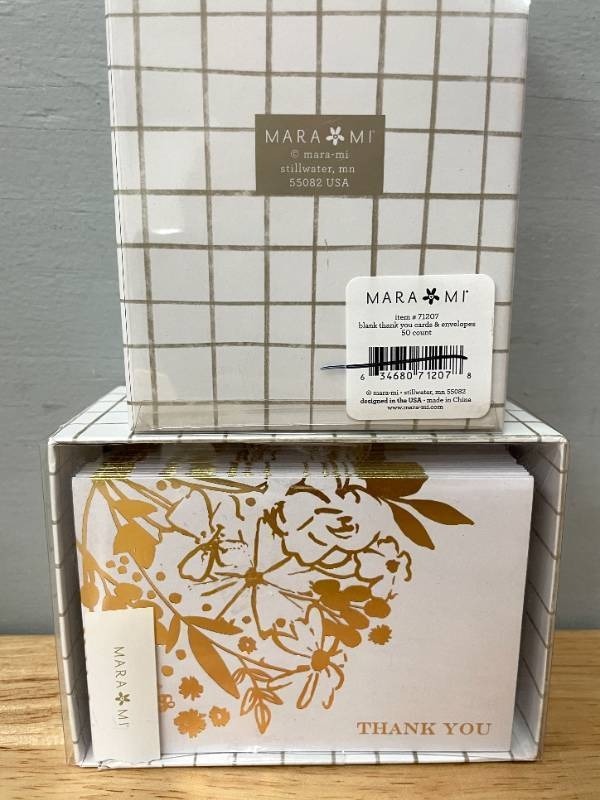 MARA MI
© mara-mi
stillwater, mn
55082 USA
MARA MI
item # 71207
blank thank you cards & envelopes
50 count
6 34680 71207 8
© mara-mi • stillwater, mn 55082
designed in the USA • made in China
www.mara-mi.com
MARA MI
THANK YOU